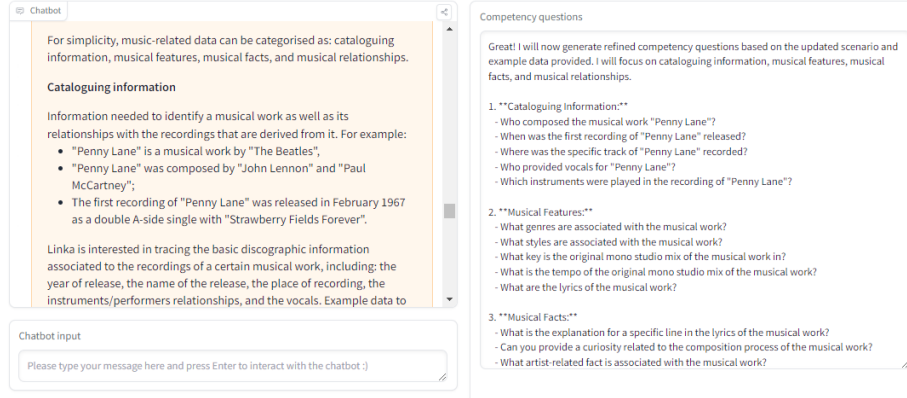 Chatbot
For simplicity, music-related data can be categorised as: cataloguing
information, musical features, musical facts, and musical relationships.
Cataloguing information
Information needed to identify a musical work as well as its
relationships with the recordings that are derived from it. For example:
• "Penny Lane" is a musical work by "The Beatles",
• "Penny Lane" was composed by "John Lennon" and "Paul
McCartney";
• The first recording of "Penny Lane" was released in February 1967
as a double A-side single with "Strawberry Fields Forever".
Linka is interested in tracing the basic discographic information
associated to the recordings of a certain musical work, including: the
year of release, the name of the release, the place of recording, the
instruments/performers relationships, and the vocals. Example data to
Chatbot input
Please type your message here and press Enter to interact with the chatbot :)
Competency questions
Great! I will now generate refined competency questions based on the updated scenario and
example data provided. I will focus on cataloguing information, musical features, musical
facts, and musical relationships.
1. **Cataloguing Information:**
- Who composed the musical work "Penny Lane"?
- When was the first recording of "Penny Lane" released?
- Where was the specific track of "Penny Lane" recorded?
- Who provided vocals for "Penny Lane"?
- Which instruments were played in the recording of "Penny Lane"?
2. **Musical Features:**
- What genres are associated with the musical work?
- What styles are associated with the musical work?
- What key is the original mono studio mix of the musical work in?
- What is the tempo of the original mono studio mix of the musical work?
- What are the lyrics of the musical work?
3. **Musical Facts:**
- What is the explanation for a specific line in the lyrics of the musical work?
- Can you provide a curiosity related to the composition process of the musical work?
- What artist-related fact is associated with the musical work?